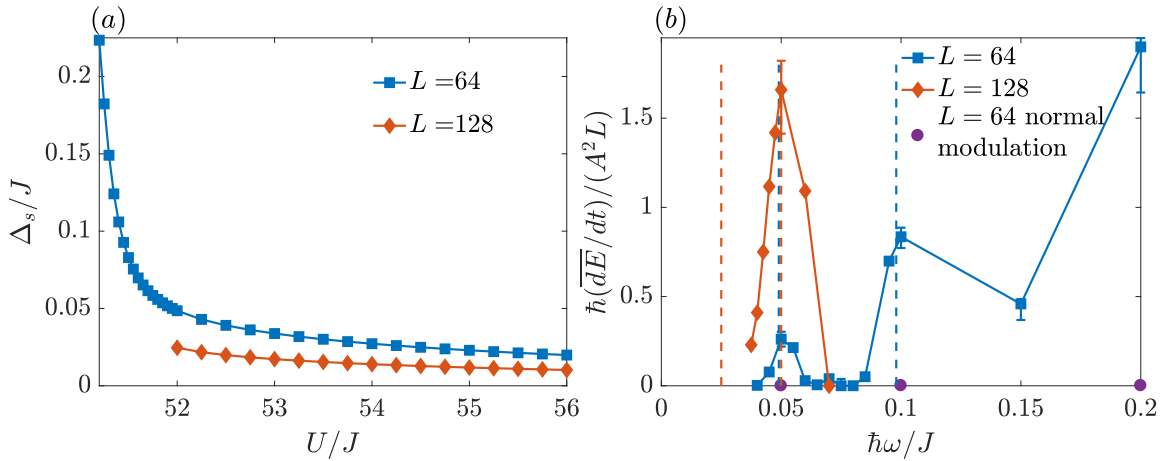 (a)
0.2
0.15
0.1
0.05
0
Δ_s/J
52 53 54 55 56
U/J
L =64
L =128
(b)
1.5
1
0.5
0
ħ(\overline{dE}/dt)/(A²L)
0 0.05 0.1 0.15 0.2
ħω/J
L = 64
L = 128
L = 64 normal
modulation